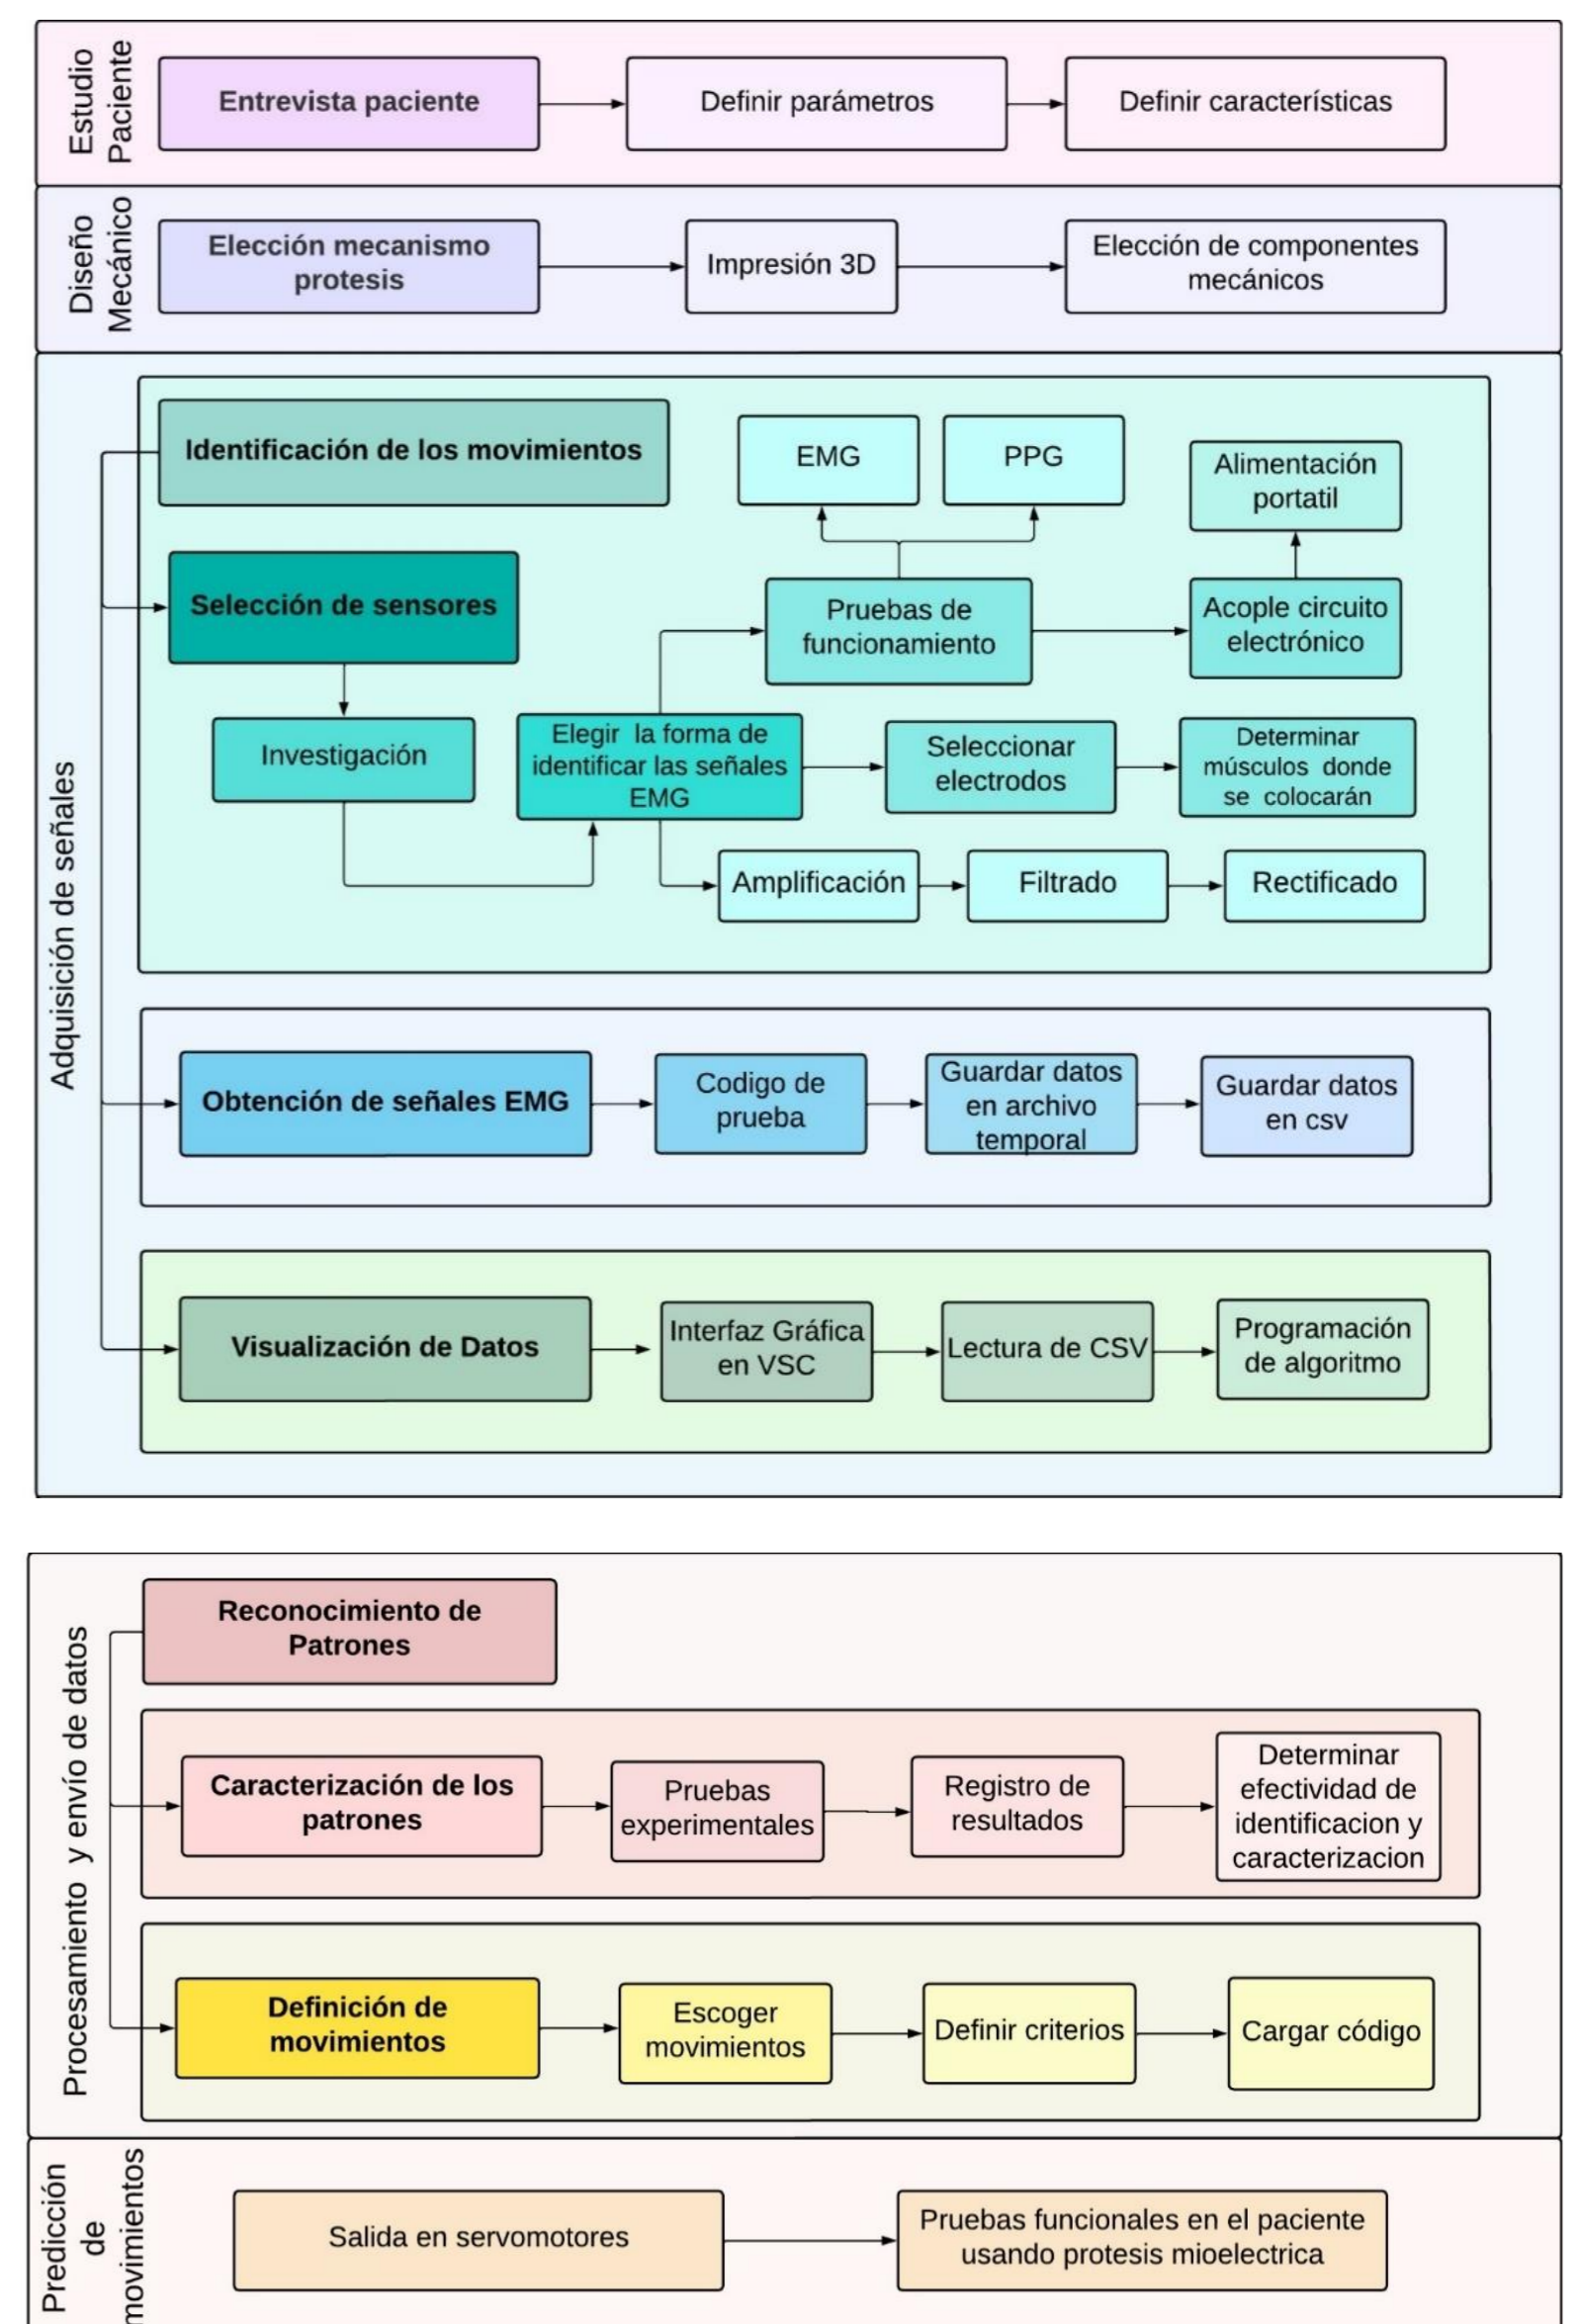 Estudio
Paciente
Entrevista paciente
Definir parámetros
Definir características
Diseño
Mecánico
Elección mecanismo
protesis
Impresión 3D
Elección de componentes
mecánicos
Adquisición de señales
Identificación de los movimientos
EMG
PPG
Alimentación
portatil
Selección de sensores
Pruebas de
funcionamiento
Acople circuito
electrónico
Investigación
Elegir la forma de
identificar las señales
EMG
Seleccionar
electrodos
Determinar
músculos donde
se colocarán
Amplificación
Filtrado
Rectificado
Obtención de señales EMG
Codigo de
prueba
Guardar datos
en archivo
temporal
Guardar datos
en csv
Visualización de Datos
Interfaz Gráfica
en VSC
Lectura de CSV
Programación
de algoritmo
Procesamiento y envío de datos
Reconocimiento de
Patrones
Caracterización de los
patrones
Pruebas
experimentales
Registro de
resultados
Determinar
efectividad de
identificacion y
caracterizacion
Definición de
movimientos
Escoger
movimientos
Definir criterios
Cargar código
Predicción
de
movimientos
Salida en servomotores
Pruebas funcionales en el paciente
usando protesis mioelectrica